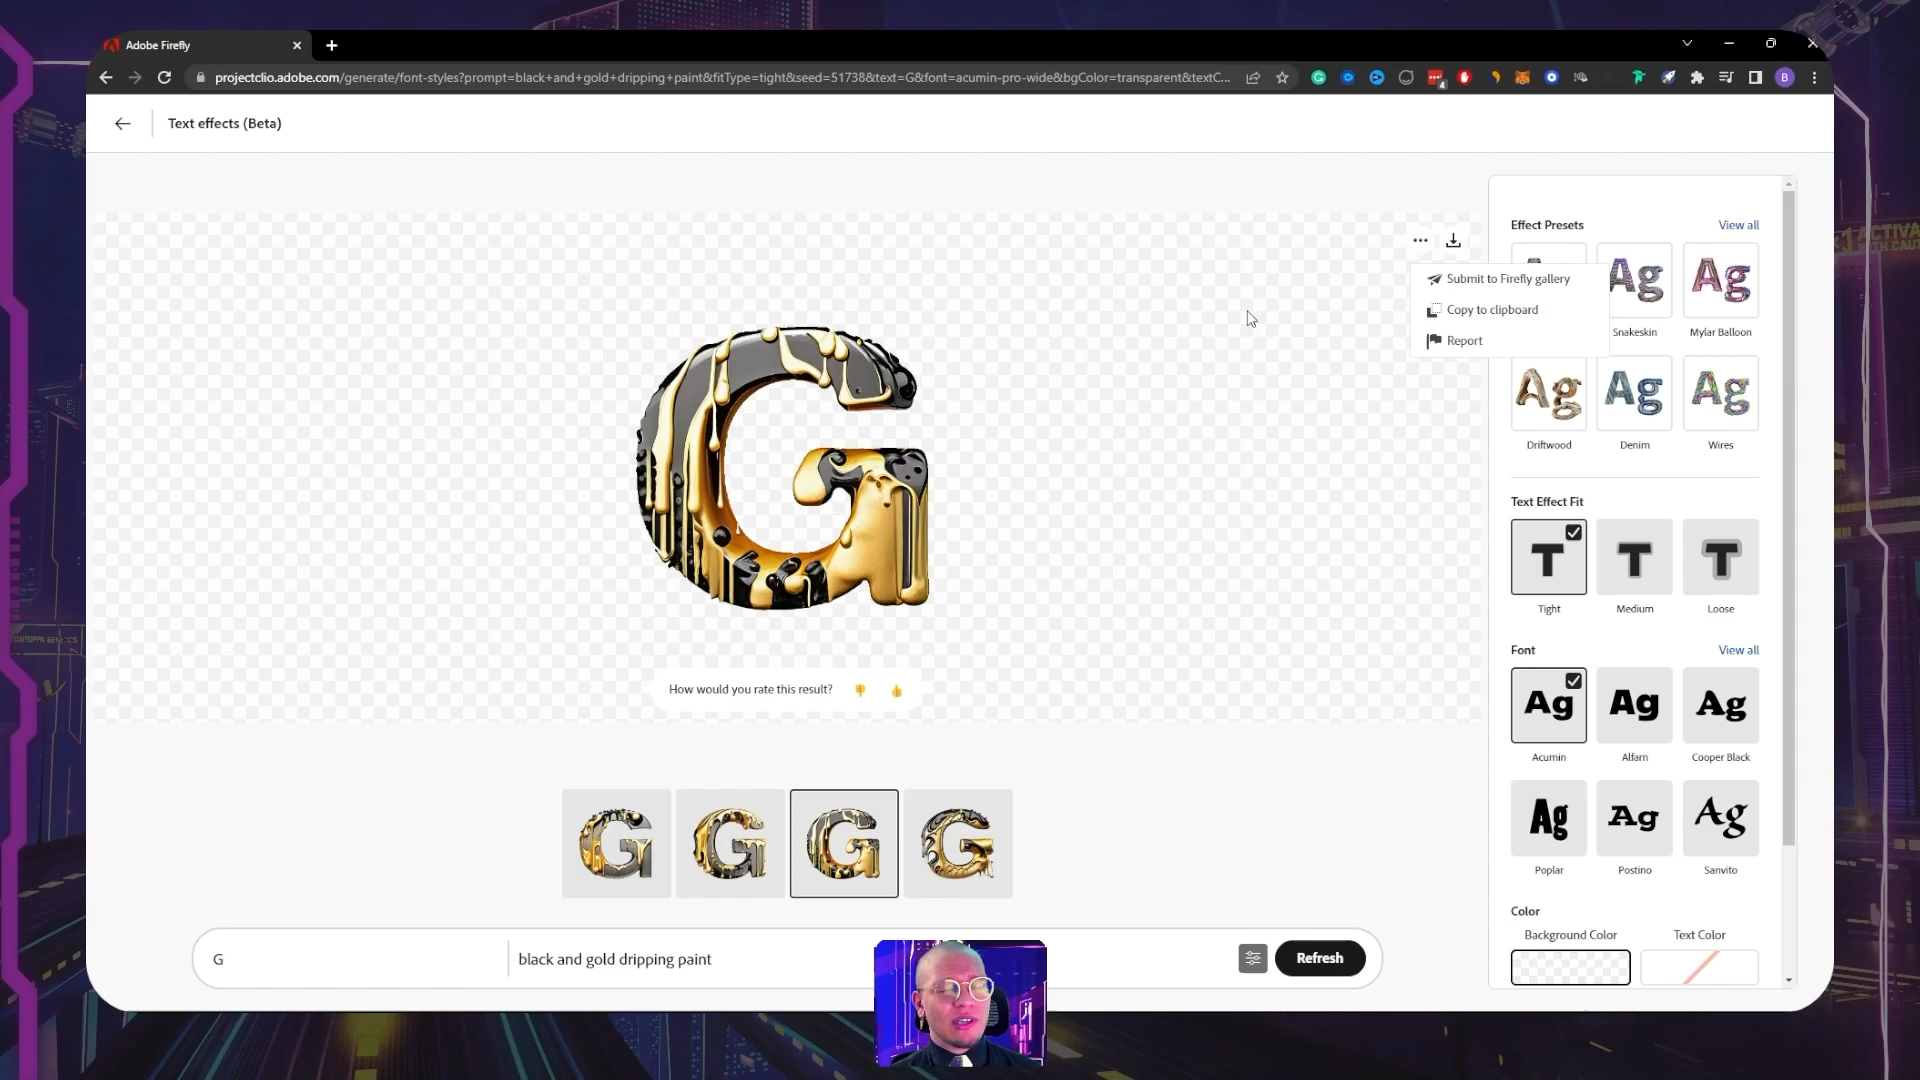 Adobe Firefly
projectclio.adobe.com/generate/font-styles?prompt=black+and+gold+dripping+paint&fitType=tight&seed=51738&text=G&font=acumin-pro-wide&bgColor=transparent&textC...
4
B
Text effects (Beta)
Effect Presets
View all
Submit to Firefly gallery
Copy to clipboard
Report
Ag
Ag
Snakeskin
Mylar Balloon
Ag
Ag
Ag
Driftwood
Denim
Wires
G
Text Effect Fit
T
T
T
Tight
Medium
Loose
Font
View all
Ag
Ag
Ag
Acumin
Alfarn
Cooper Black
Ag
Ag
Ag
Poplar
Postino
Sanvito
How would you rate this result?
G
G
G
G
Color
Background Color
Text Color
G
black and gold dripping paint
Refresh